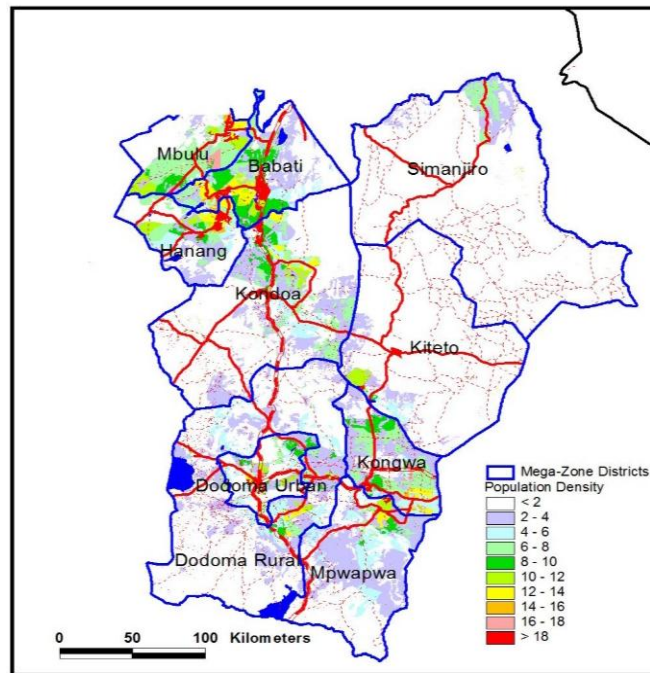 Mbulu
Babati
Simanjiro
Hanang
Kondoa
Kiteto
Kongwa
Dodoma Urban
Dodoma Rural
Mpwapwa
Mega-Zone Districts
Population Density
< 2
2 - 4
4 - 6
6 - 8
8 - 10
10 - 12
12 - 14
14 - 16
16 - 18
> 18
0 50 100 Kilometers